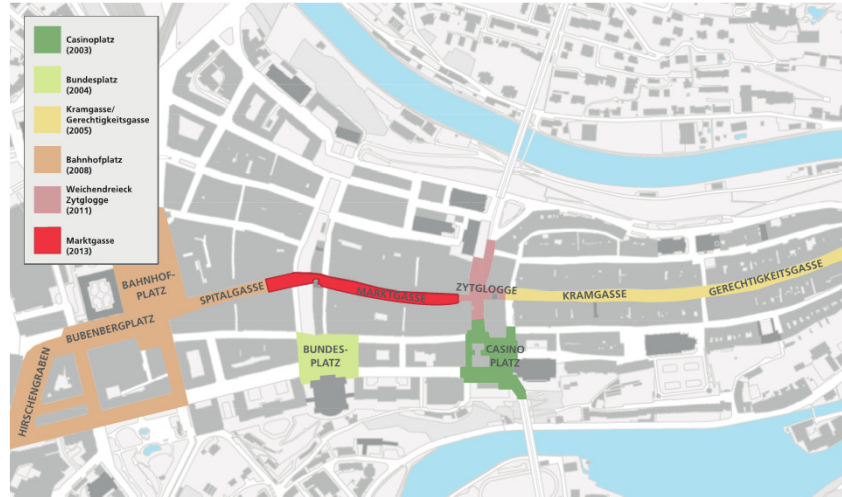 Casinoplatz
(2003)
Bundesplatz
(2004)
Kramgasse/
Gerechtigkeitsgasse
(2005)
Bahnhofplatz
(2008)
Weichendreieck
Zytglogge
(2011)
Marktgasse
(2013)
BAHNHOF-
PLATZ
SPITALGASSE
MARKTGASSE
ZYTGLOGGE
KRAMGASSE
GERECHTIGKEITSGASSE
BUBENBERGPLATZ
HIRSCHENGRABEN
BUNDES-
PLATZ
CASINO
PLATZ